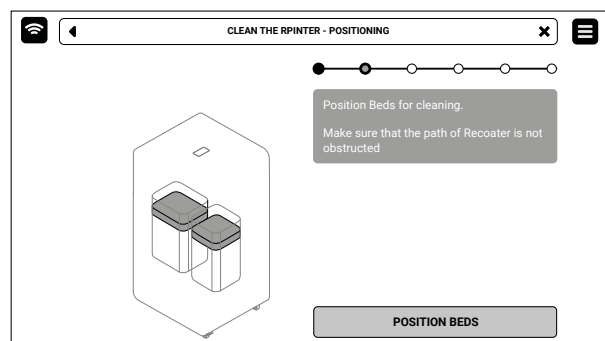 CLEAN THE RPINTER - POSITIONING
Position Beds for cleaning.
Make sure that the path of Recoater is not
obstructed
POSITION BEDS